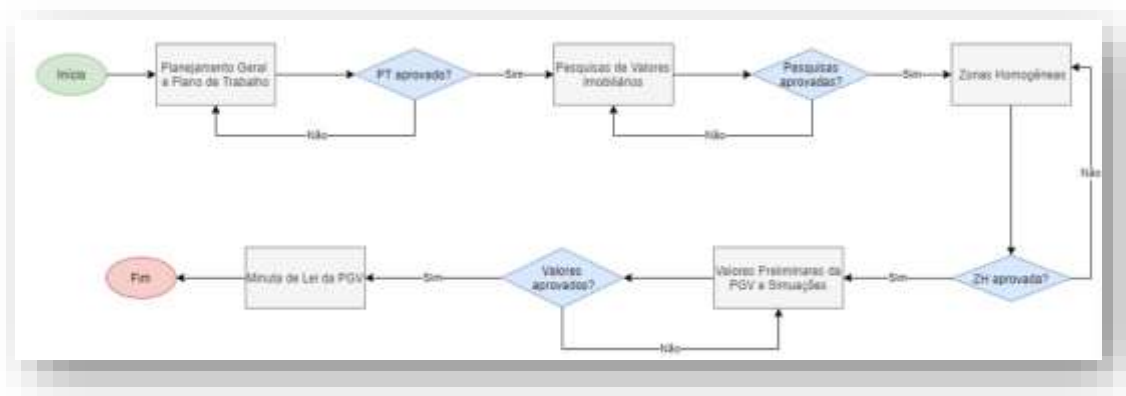 Início
Planejamento Geral
e Plano de Trabalho
PT aprovado?
Sim
Pesquisas de Valores
Imobiliários
Pesquisas
aprovadas?
Sim
Zonas Homogêneas
Não
Não
Não
Fim
Minuta de Lei da PGV
Sim
Valores
aprovados?
Valores Preliminares da
PGV e Simuações
Sim
ZH aprovada?
Não